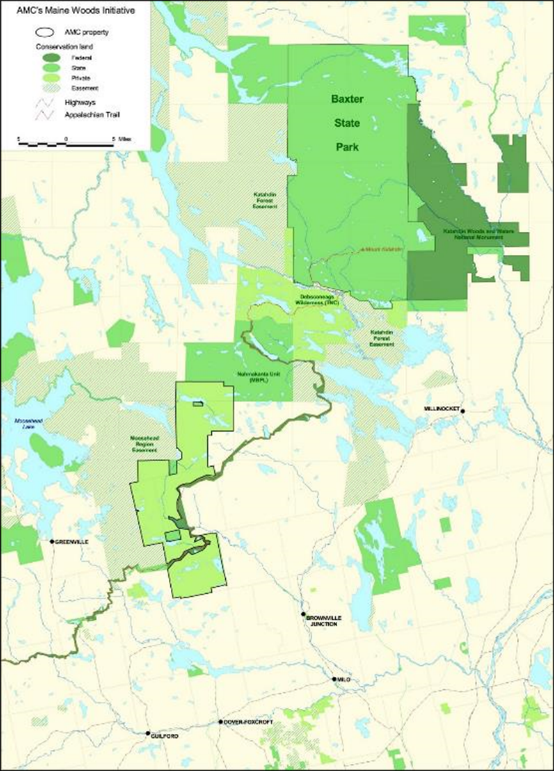 AMC's Maine Woods Initiative
AMC property
Conservation land
Federal
State
Private
Easement
Highways
Appalachian Trail
5 0 5 Miles
Baxter
State
Park
Katahdin
Forest
Easement
Katahdin Woods and Waters
National Monument
Mount Katahdin
Debsconeag
Wilderness (TNC)
Katahdin
Forest
Easement
Nahmakanta Unit
(MBPL)
MILLINOCKET
Moosehead
Lake
Moosehead
Region
Easement
GREENVILLE
BROWNVILLE
JUNCTION
MILO
DOVER-FOXCROFT
GUILFORD